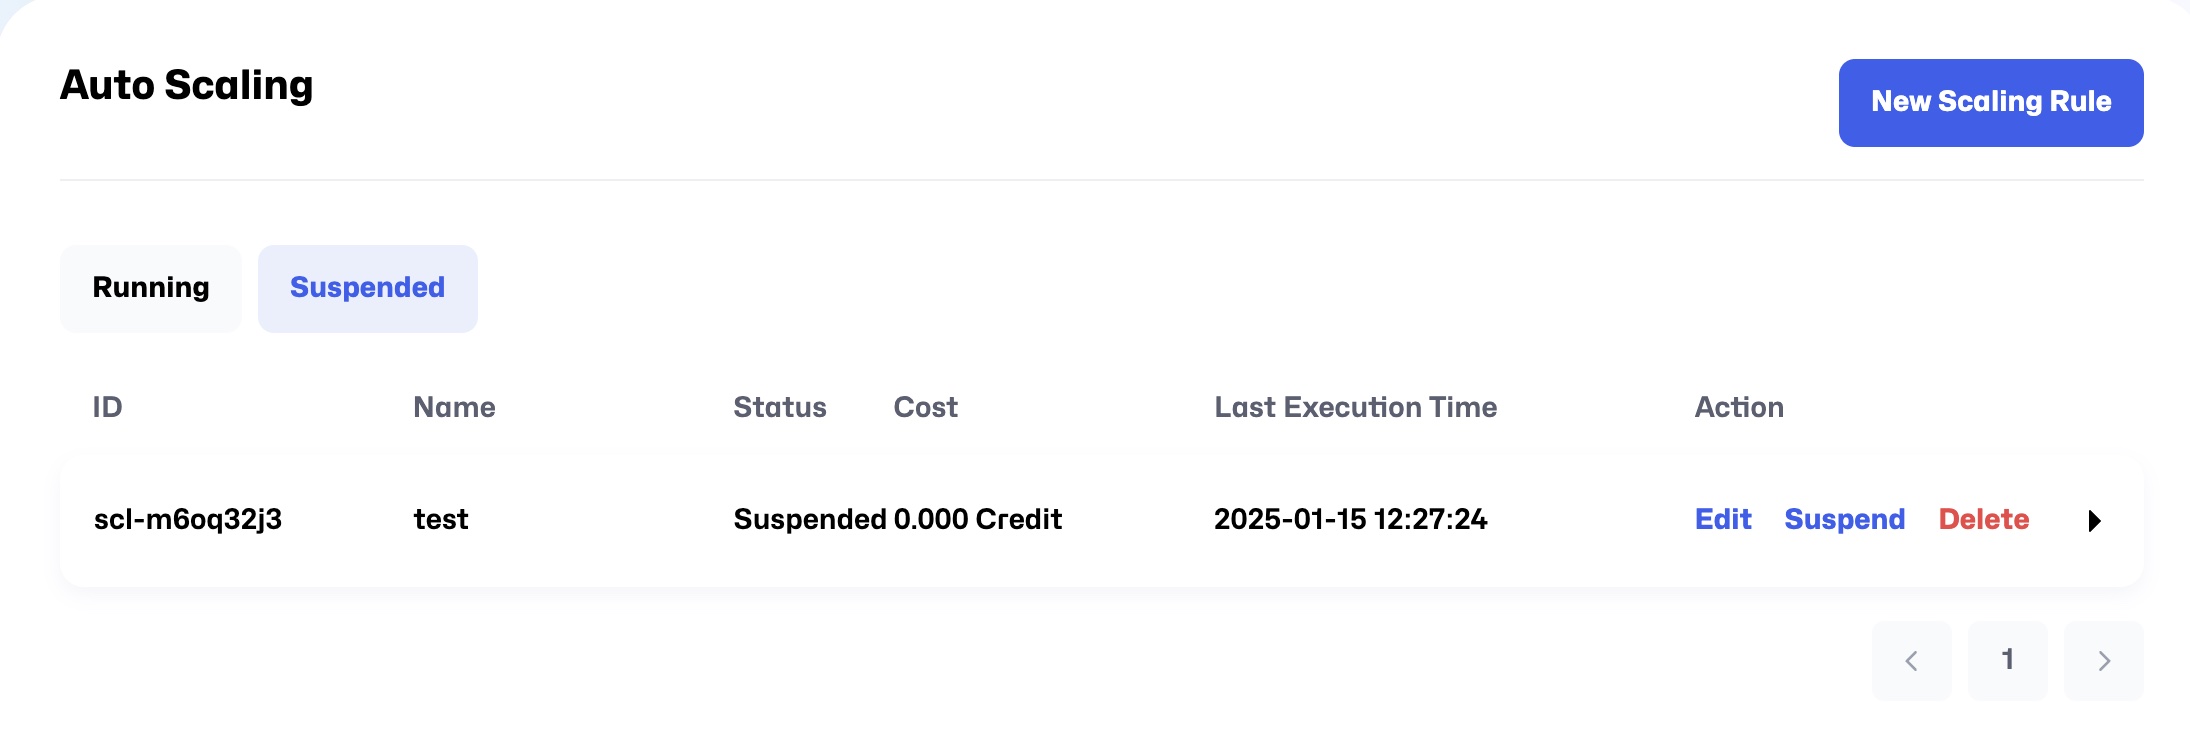 Auto Scaling
New Scaling Rule
Running Suspended
ID Name Status Cost Last Execution Time Action
scl-m6oq32j3 test Suspended 0.000 Credit 2025-01-15 12:27:24 Edit Suspend Delete
1